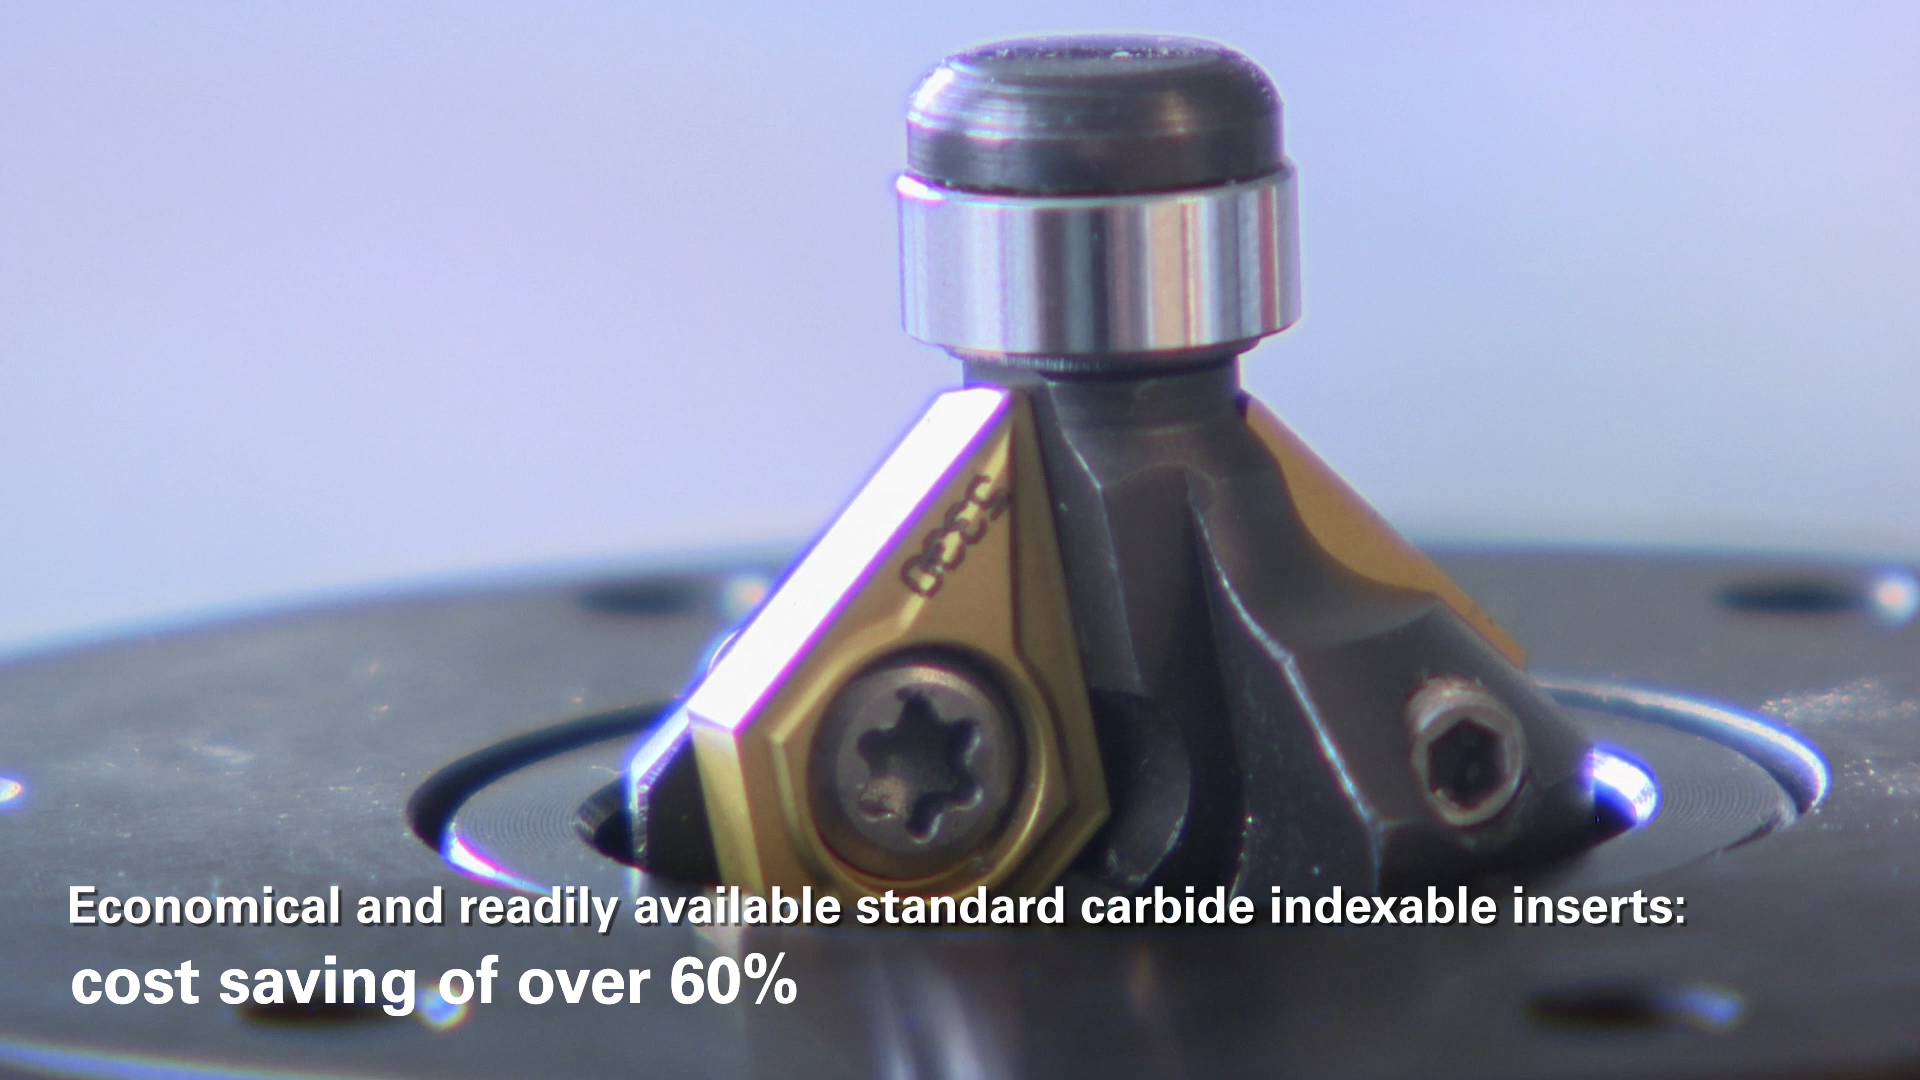 Economical and readily available standard carbide indexable inserts:
cost saving of over 60%